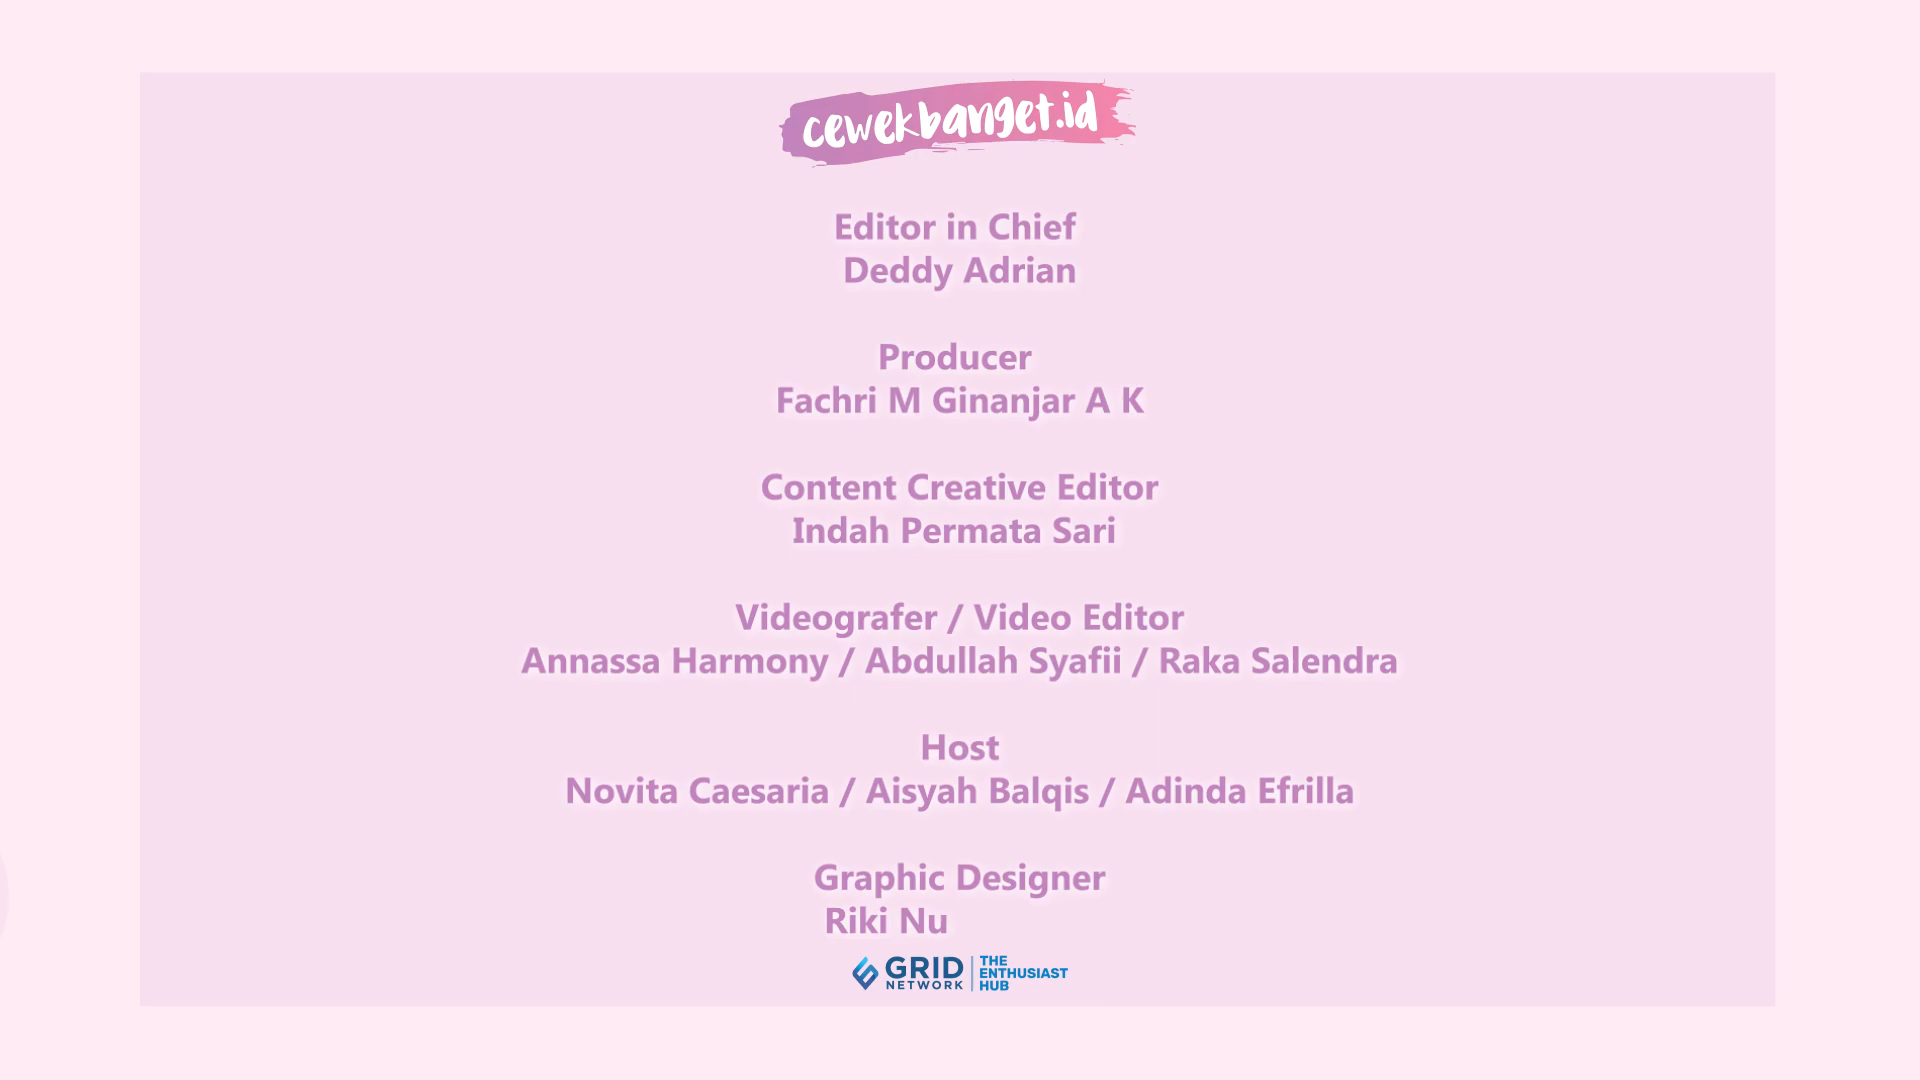 cewekbanget.id
Editor in Chief
Deddy Adrian
Producer
Fachri M Ginanjar A K
Content Creative Editor
Indah Permata Sari
Videografer / Video Editor
Annassa Harmony / Abdullah Syafii / Raka Salendra
Host
Novita Caesaria / Aisyah Balqis / Adinda Efrilla
Graphic Designer
Riki Nu
GRID NETWORK
THE ENTHUSIAST HUB